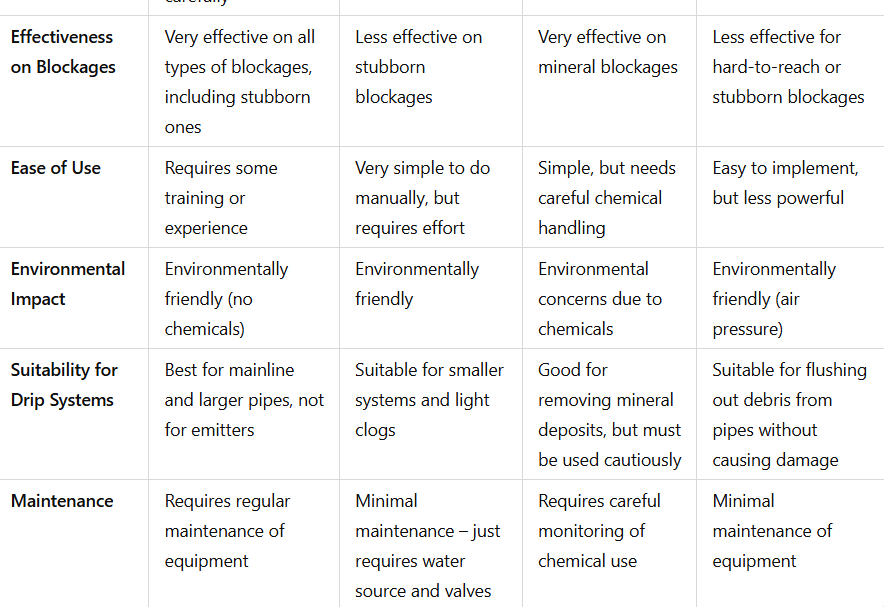 carefully
Effectiveness
on Blockages
Very effective on all
types of blockages,
including stubborn
ones
Less effective on
stubborn
blockages
Very effective on
mineral blockages
Less effective for
hard-to-reach or
stubborn blockages
Ease of Use
Requires some
training or
experience
Very simple to do
manually, but
requires effort
Simple, but needs
careful chemical
handling
Easy to implement,
but less powerful
Environmental
Impact
Environmentally
friendly (no
chemicals)
Environmentally
friendly
Environmental
concerns due to
chemicals
Environmentally
friendly (air
pressure)
Suitability for
Drip Systems
Best for mainline
and larger pipes, not
for emitters
Suitable for smaller
systems and light
clogs
Good for
removing mineral
deposits, but must
be used cautiously
Suitable for flushing
out debris from
pipes without
causing damage
Maintenance
Requires regular
maintenance of
equipment
Minimal
maintenance – just
requires water
source and valves
Requires careful
monitoring of
chemical use
Minimal
maintenance of
equipment